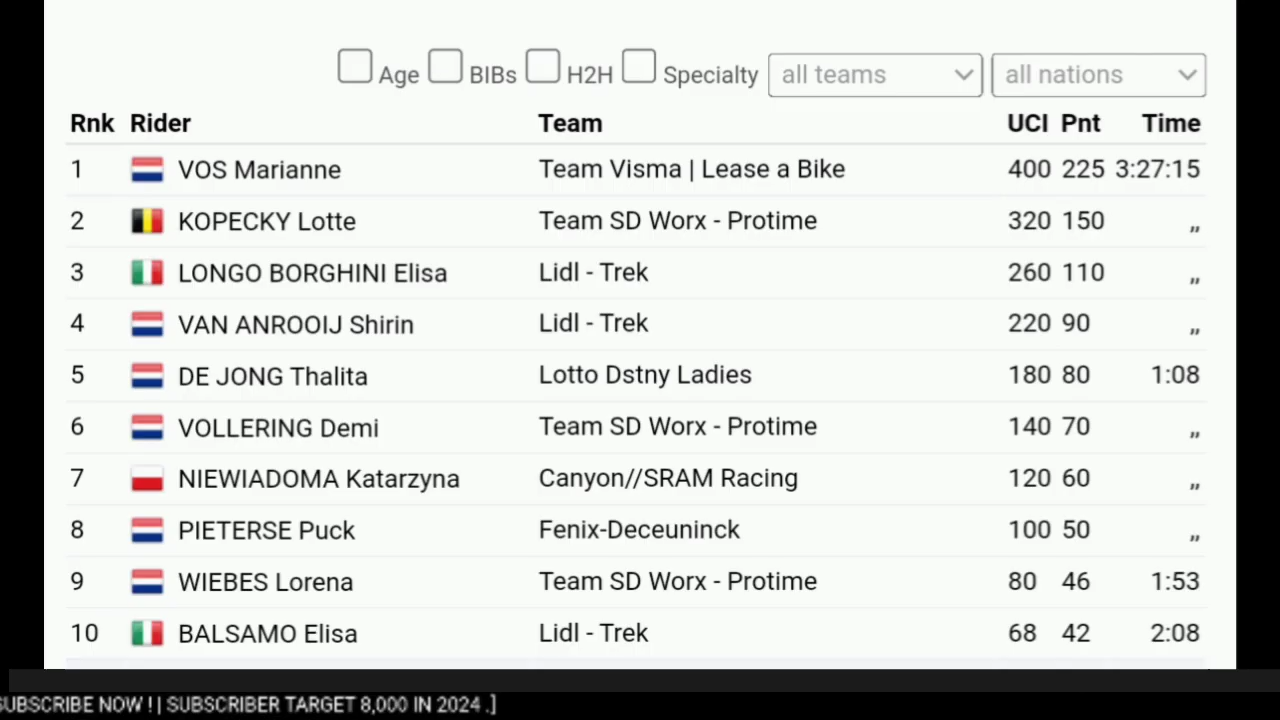 Age BIBs H2H Specialty all teams all nations
Rnk Rider Team UCI Pnt Time
1 VOS Marianne Team Visma | Lease a Bike 400 225 3:27:15
2 KOPECKY Lotte Team SD Worx - Protime 320 150 ,,
3 LONGO BORGHINI Elisa Lidl - Trek 260 110 ,,
4 VAN ANROOIJ Shirin Lidl - Trek 220 90 ,,
5 DE JONG Thalita Lotto Dstny Ladies 180 80 1:08
6 VOLLERING Demi Team SD Worx - Protime 140 70 ,,
7 NIEWIADOMA Katarzyna Canyon//SRAM Racing 120 60 ,,
8 PIETERSE Puck Fenix-Deceuninck 100 50 ,,
9 WIEBES Lorena Team SD Worx - Protime 80 46 1:53
10 BALSAMO Elisa Lidl - Trek 68 42 2:08
SUBSCRIBE NOW ! | SUBSCRIBER TARGET 8,000 IN 2024 .]